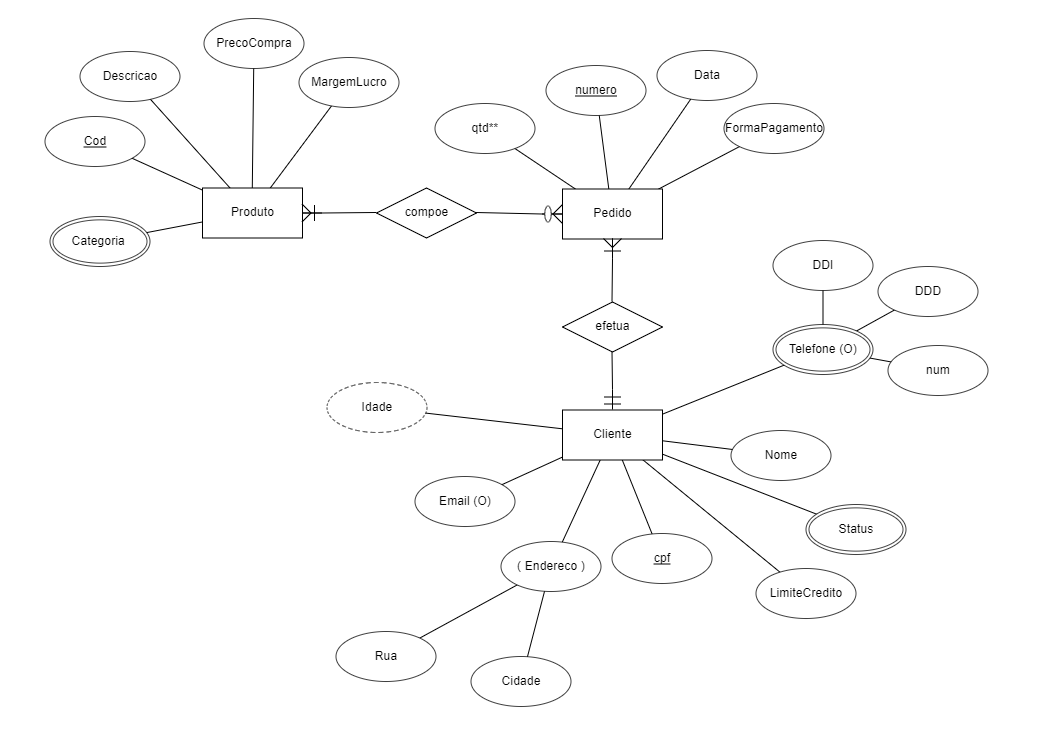 PrecoCompra
Descricao
MargemLucro
Data
numero
qtd**
FormaPagamento
Cod
Produto
compoe
Pedido
Categoria
DDI
DDD
efetua
Telefone (O)
num
Idade
Cliente
Nome
Email (O)
Status
( Endereco )
cpf
LimiteCredito
Rua
Cidade